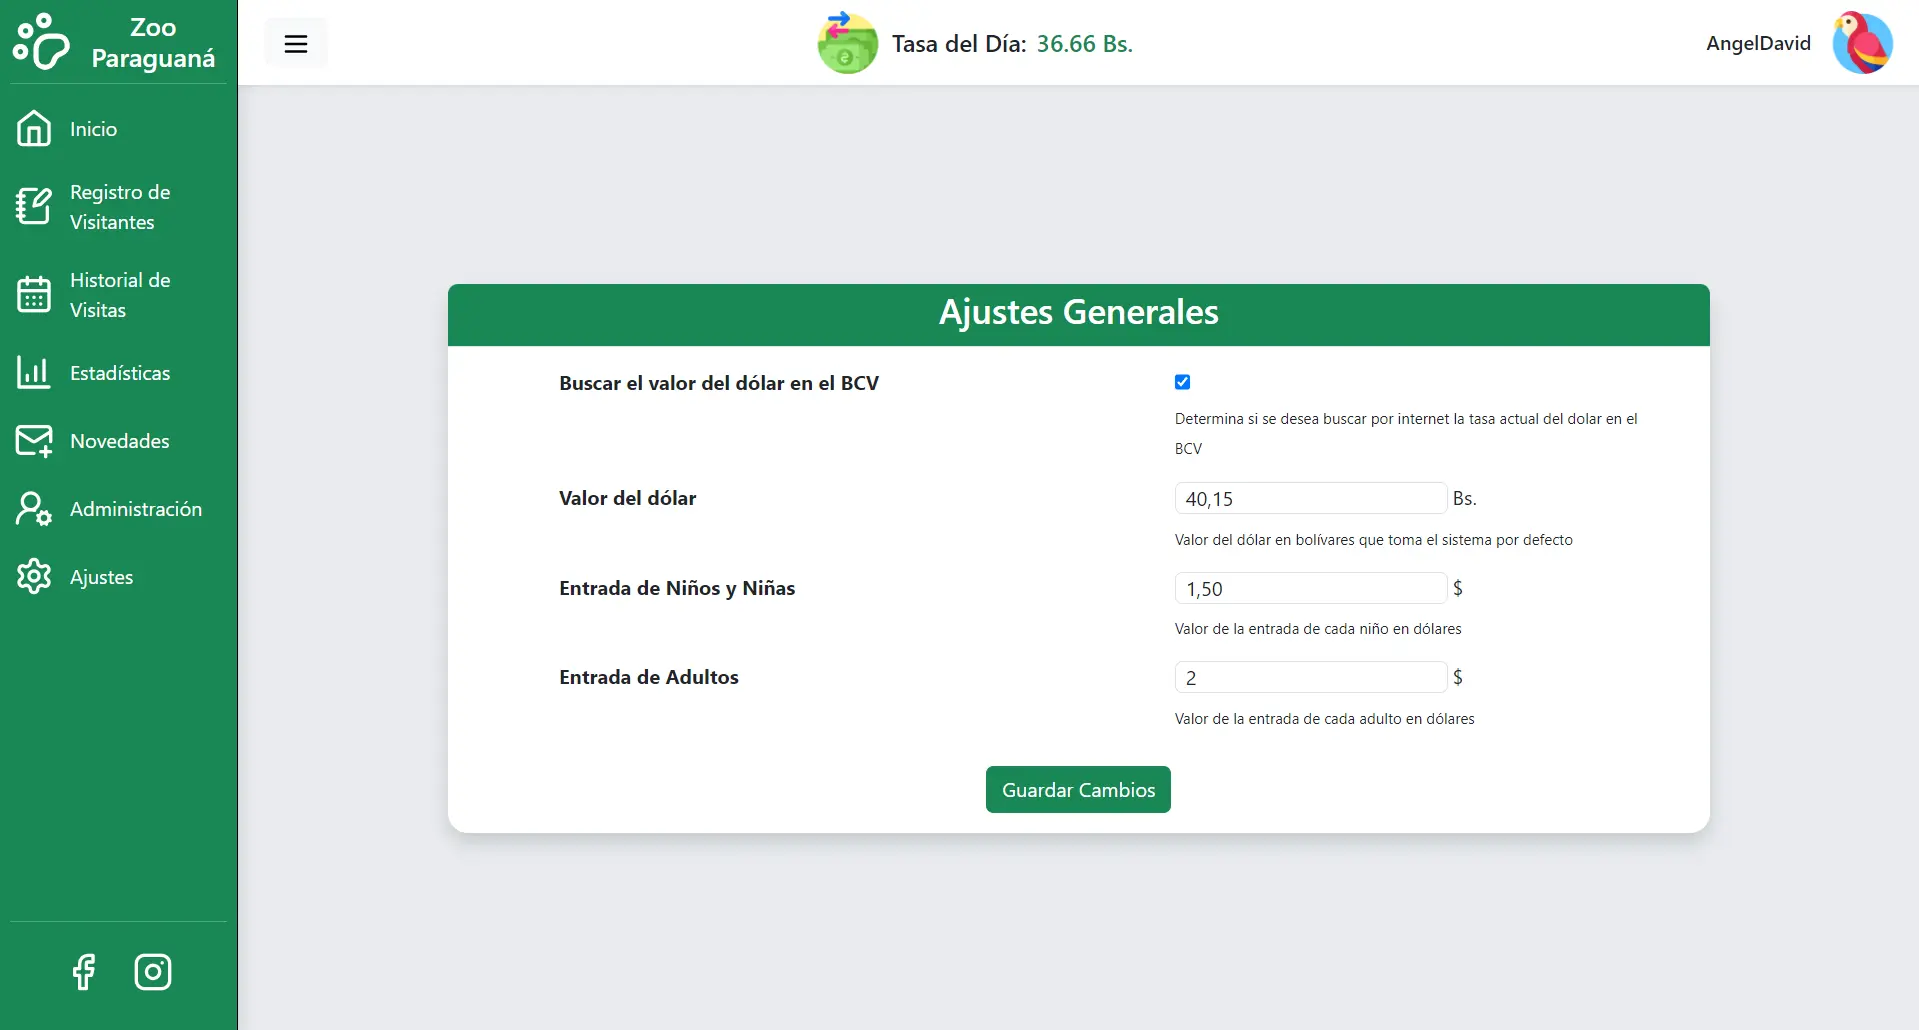 Zoo
Paraguaná
Tasa del Día: 36.66 Bs.
AngelDavid
Inicio
Registro de
Visitantes
Historial de
Visitas
Estadísticas
Novedades
Administración
Ajustes
Ajustes Generales
Buscar el valor del dólar en el BCV
Determina si se desea buscar por internet la tasa actual del dolar en el
BCV
Valor del dólar
40,15 Bs.
Valor del dólar en bolívares que toma el sistema por defecto
Entrada de Niños y Niñas
1,50 $
Valor de la entrada de cada niño en dólares
Entrada de Adultos
2 $
Valor de la entrada de cada adulto en dólares
Guardar Cambios